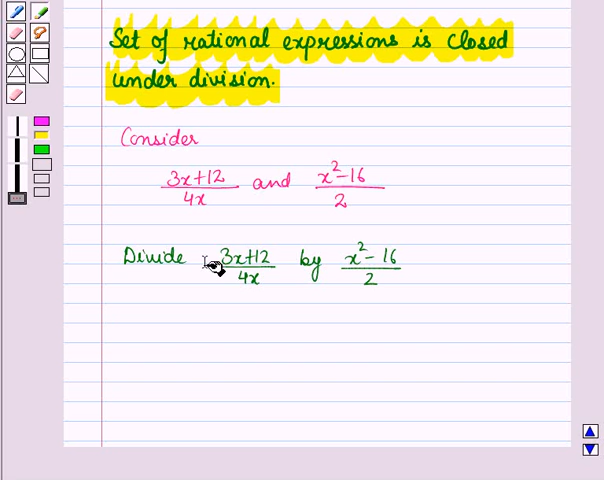 Set of rational expressions is closed
under division.
Consider
3x+12/4x and x²-16/2
Divide 3x+12/4x by x²-16/2